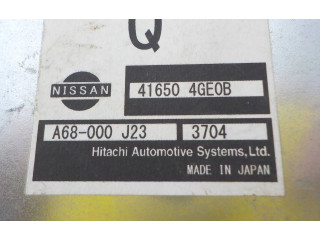 Q
NISSAN
41650 4GE0B
A68-000 J23 3704
Hitachi Automotive Systems, Ltd.
MADE IN JAPAN